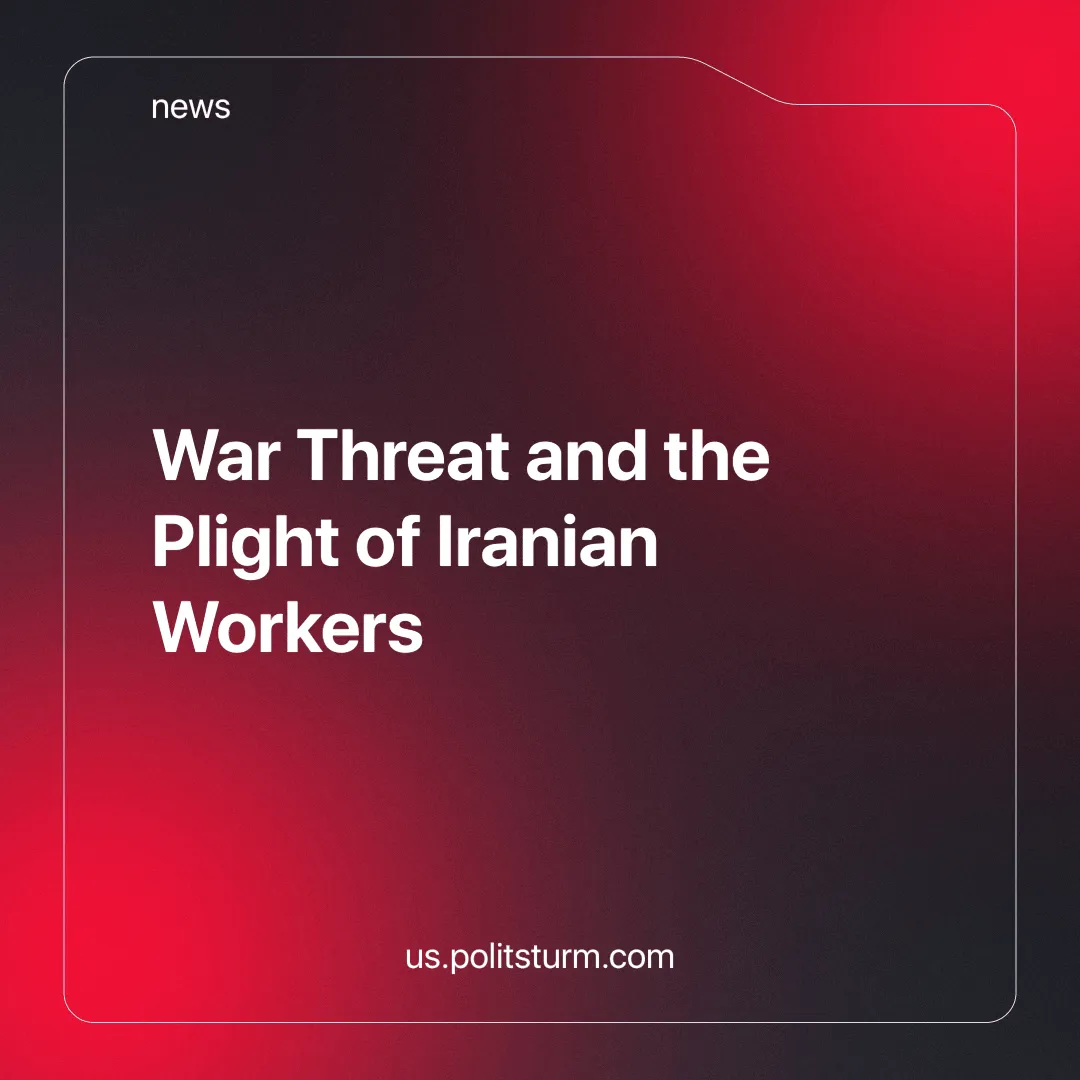 news
War Threat and the
Plight of Iranian
Workers
us.politsturm.com